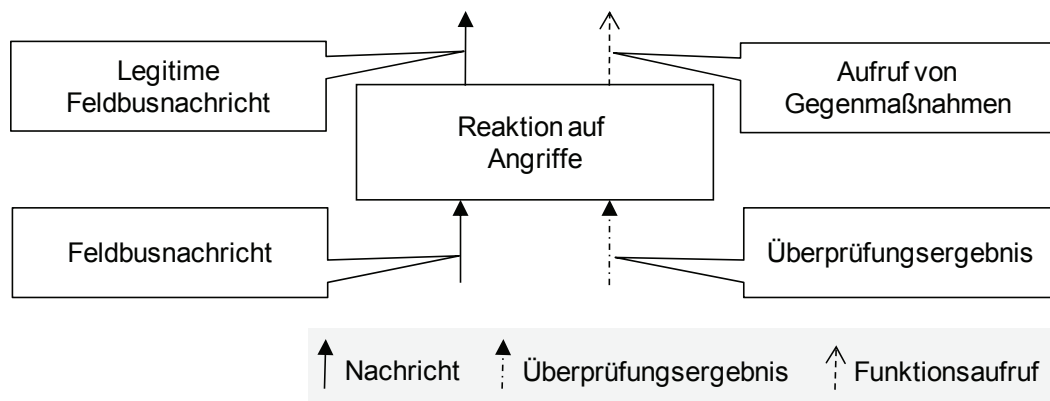 Legitime
Feldbusnachricht
Aufruf von
Gegenmaßnahmen
Reaktion auf
Angriffe
Feldbusnachricht
Überprüfungsergebnis
Nachricht
Überprüfungsergebnis
Funktionsaufruf